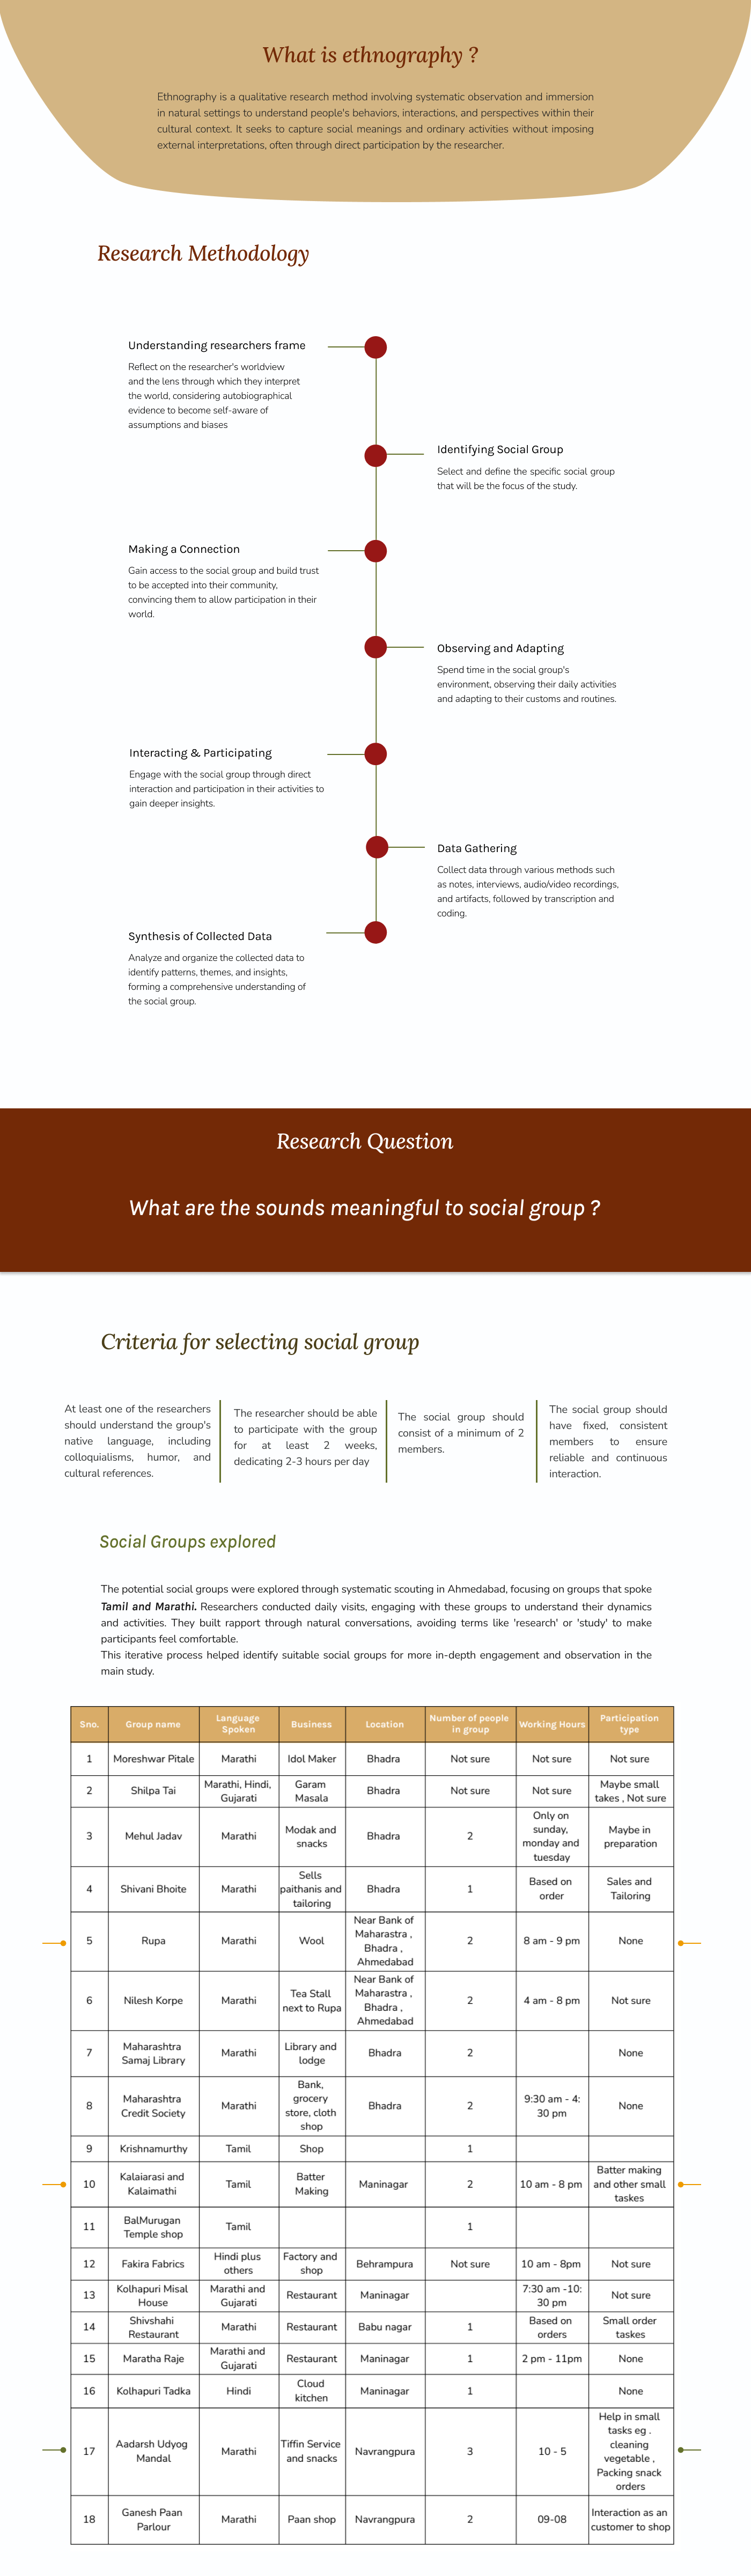 What is ethnography ?
Ethnography is a qualitative research method involving systematic observation and immersion
in natural settings to understand people's behaviors, interactions, and perspectives within their
cultural context. It seeks to capture social meanings and ordinary activities without imposing
external interpretations, often through direct participation by the researcher.
Research Methodology
Understanding researchers frame
Reflect on the researcher's worldview
and the lens through which they interpret
the world, considering autobiographical
evidence to become self-aware of
assumptions and biases
Identifying Social Group
Select and define the specific social group
that will be the focus of the study.
Making a Connection
Gain access to the social group and build trust
to be accepted into their community,
convincing them to allow participation in their
world.
Observing and Adapting
Spend time in the social group's
environment, observing their daily activities
and adapting to their customs and routines.
Interacting & Participating
Engage with the social group through direct
interaction and participation in their activities to
gain deeper insights.
Data Gathering
Collect data through various methods such
as notes, interviews, audio/video recordings,
and artifacts, followed by transcription and
coding.
Synthesis of Collected Data
Analyze and organize the collected data to
identify patterns, themes, and insights,
forming a comprehensive understanding of
the social group.
Research Question
What are the sounds meaningful to social group ?
Criteria for selecting social group
At least one of the researchers
should understand the group's
native language, including
colloquialisms, humor, and
cultural references.
The researcher should be able
to participate with the group
for at least 2 weeks,
dedicating 2-3 hours per day
The social group should
consist of a minimum of 2
members.
The social group should
have fixed, consistent
members to ensure
reliable and continuous
interaction.
Social Groups explored
The potential social groups were explored through systematic scouting in Ahmedabad, focusing on groups that spoke
Tamil and Marathi. Researchers conducted daily visits, engaging with these groups to understand their dynamics
and activities. They built rapport through natural conversations, avoiding terms like 'research' or 'study' to make
participants feel comfortable.
This iterative process helped identify suitable social groups for more in-depth engagement and observation in the
main study.
Sno. Group name Language Spoken Business Location Number of people in group Working Hours Participation type
1 Moreshwar Pitale Marathi Idol Maker Bhadra Not sure Not sure Not sure
2 Shilpa Tai Marathi, Hindi, Gujarati Garam Masala Bhadra Not sure Not sure Maybe small takes , Not sure
3 Mehul Jadav Marathi Modak and snacks Bhadra 2 Only on sunday, monday and tuesday Maybe in preparation
4 Shivani Bhoite Marathi Sells paithanis and tailoring Bhadra 1 Based on order Sales and Tailoring
5 Rupa Marathi Wool Near Bank of Maharastra , Bhadra , Ahmedabad 2 8 am - 9 pm None
6 Nilesh Korpe Marathi Tea Stall next to Rupa Near Bank of Maharastra , Bhadra , Ahmedabad 2 4 am - 8 pm Not sure
7 Maharashtra Samaj Library Marathi Library and lodge Bhadra 2 None
8 Maharashtra Credit Society Marathi Bank, grocery store, cloth shop Bhadra 2 9:30 am - 4: 30 pm None
9 Krishnamurthy Tamil Shop 1
10 Kalaiarasi and Kalaimathi Tamil Batter Making Maninagar 2 10 am - 8 pm Batter making and other small taskes
11 BalMurugan Temple shop Tamil 1
12 Fakira Fabrics Hindi plus others Factory and shop Behrampura Not sure 10 am - 8pm Not sure
13 Kolhapuri Misal House Marathi and Gujarati Restaurant Maninagar 7:30 am -10: 30 pm Not sure
14 Shivshahi Restaurant Marathi Restaurant Babu nagar 1 Based on orders Small order taskes
15 Maratha Raje Marathi and Gujarati Restaurant Maninagar 1 2 pm - 11pm None
16 Kolhapuri Tadka Hindi Cloud kitchen Maninagar 1 None
17 Aadarsh Udyog Mandal Marathi Tiffin Service and snacks Navrangpura 3 10 - 5 Help in small tasks eg . cleaning vegetable , Packing snack orders
18 Ganesh Paan Parlour Marathi Paan shop Navrangpura 2 09-08 Interaction as an customer to shop